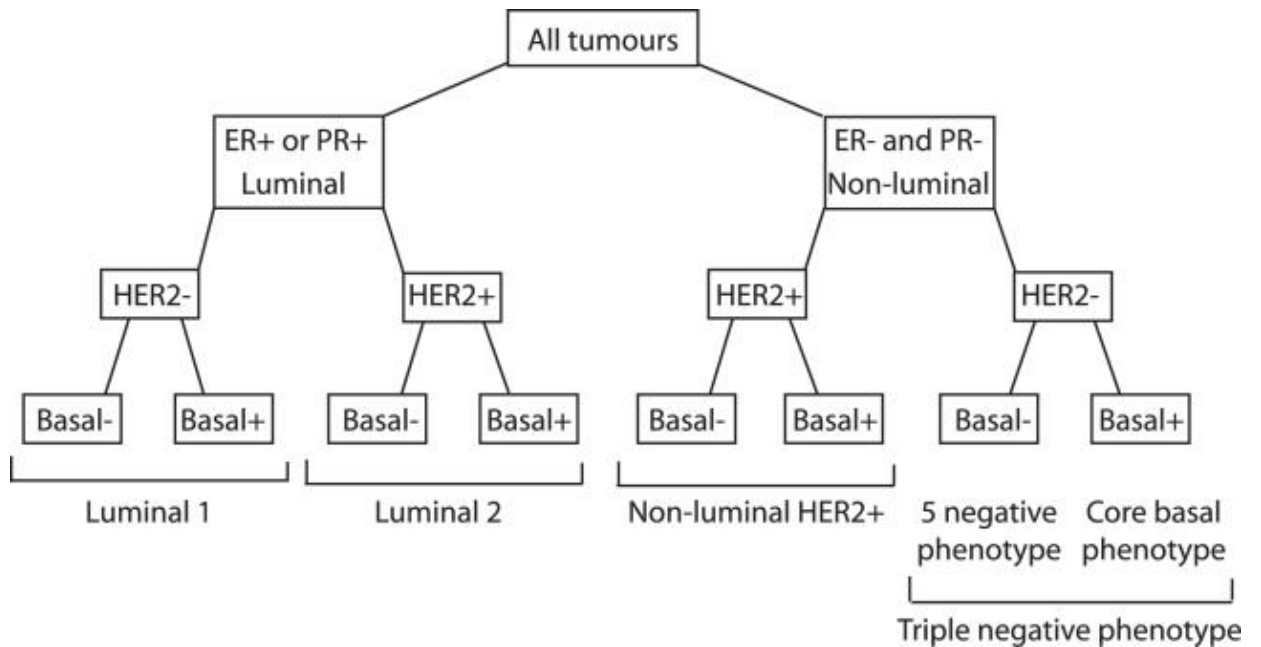 All tumours
ER+ or PR+
Luminal
ER- and PR-
Non-luminal
HER2-
HER2+
HER2+
HER2-
Basal-
Basal+
Basal-
Basal+
Basal-
Basal+
Basal-
Basal+
Luminal 1
Luminal 2
Non-luminal HER2+
5 negative
phenotype
Core basal
phenotype
Triple negative phenotype